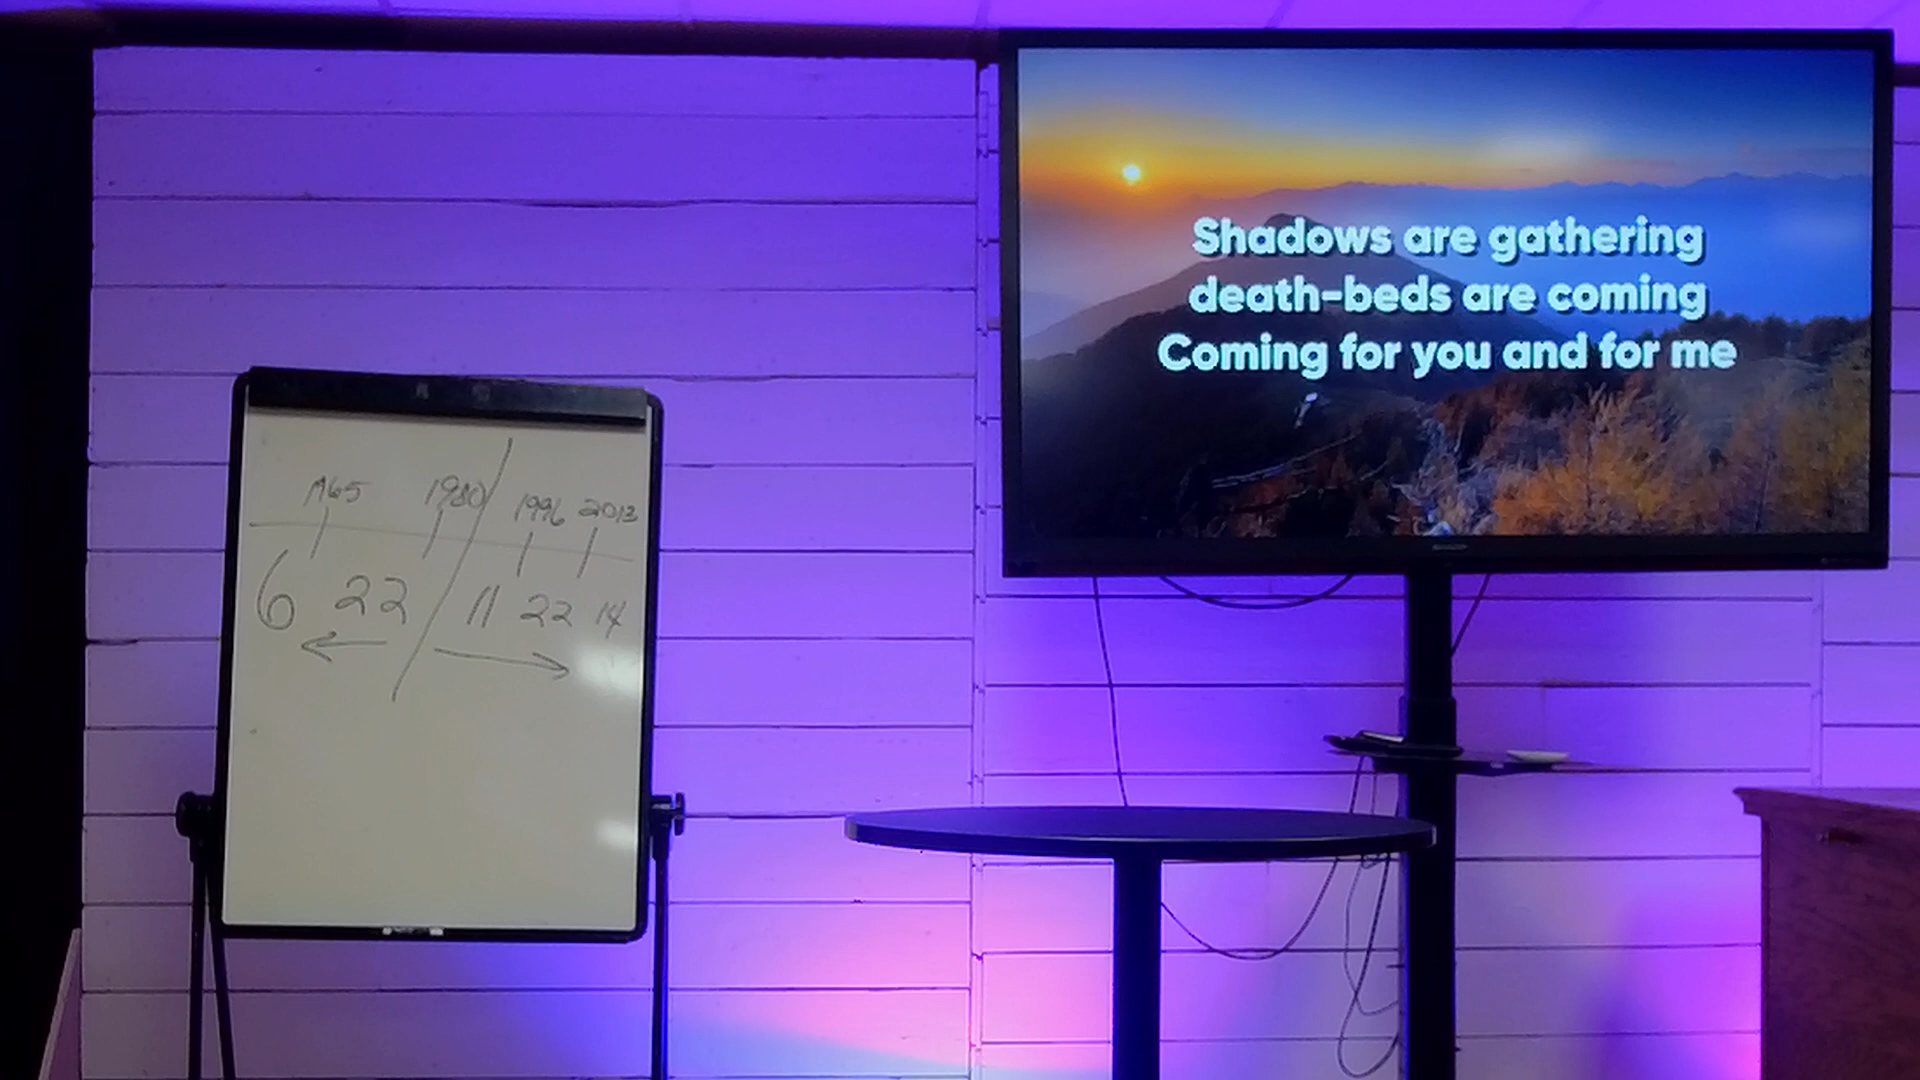 1965 1980 1996 2013
6 22 11 22 14
Shadows are gathering
death-beds are coming
Coming for you and for me